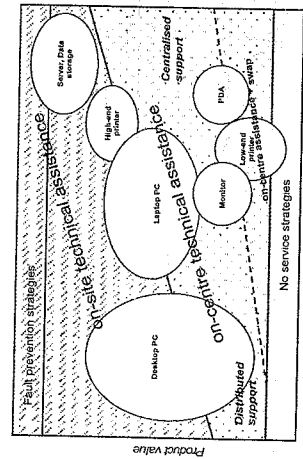 Product value
Fault prevention strategies
Server, Data
storage
on-site technical assistance
High-end
printer
Desktop PC
Laptop PC
Centralised
support
on-centre technical assistance
PDA
Monitor
Low-end
printer
on-centre assistance + swap
Distributed
support
No service strategies